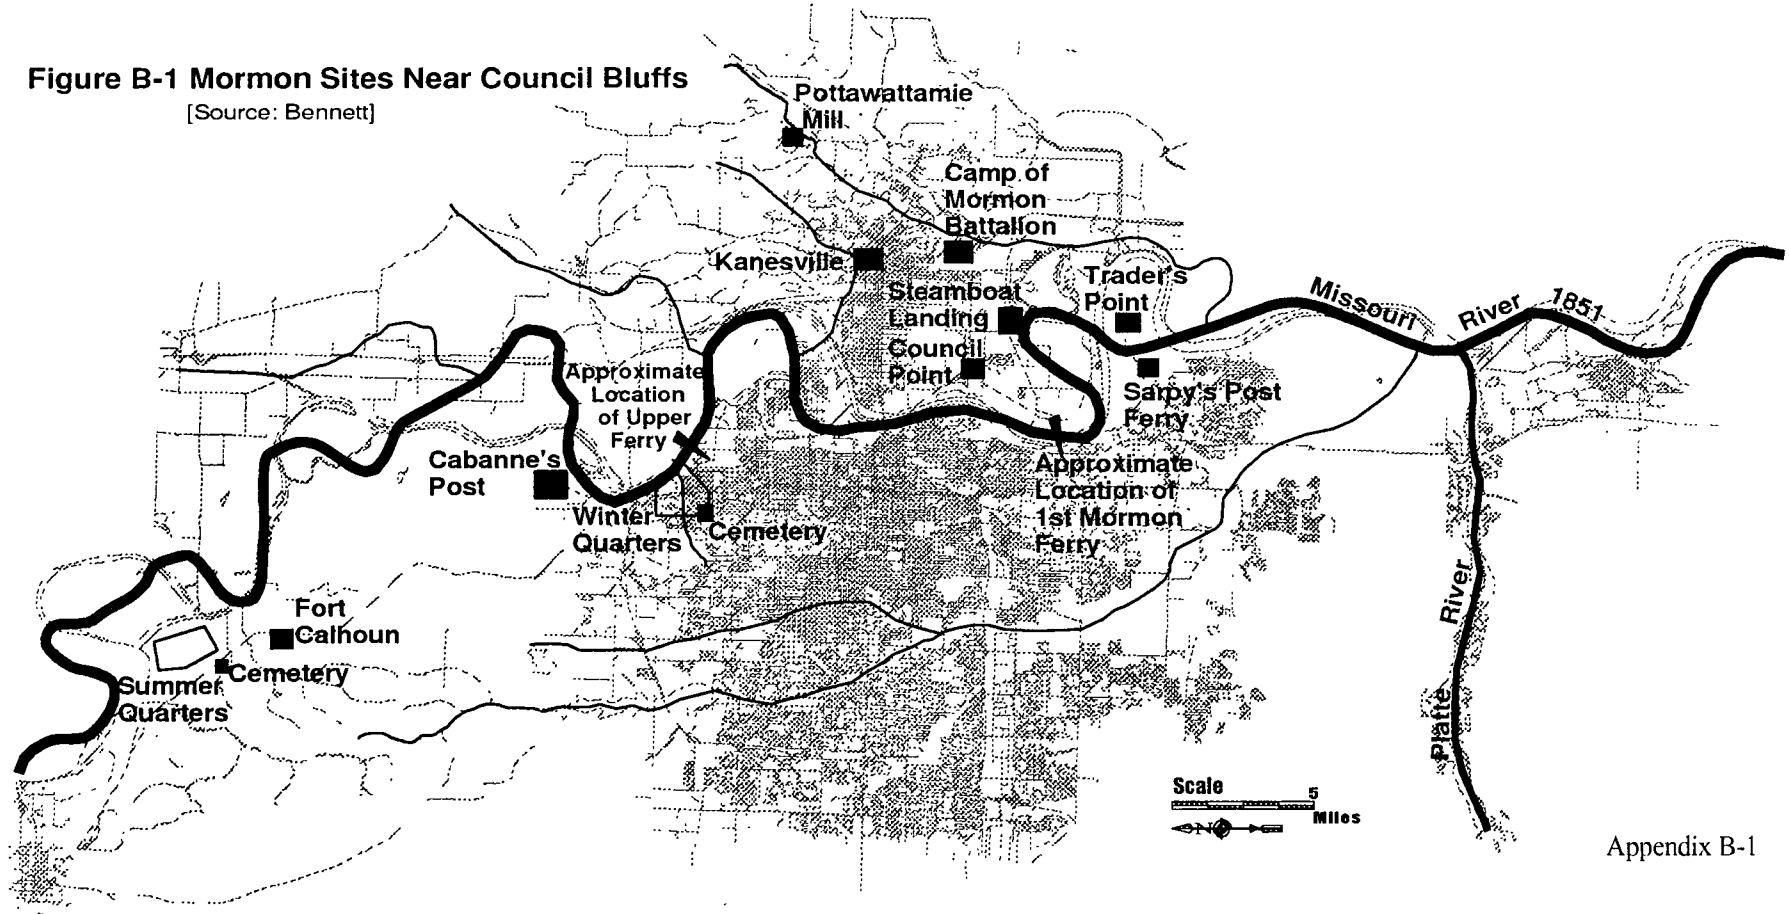 Figure B-1 Mormon Sites Near Council Bluffs
[Source: Bennett]
Pottawattamie
Mill
Camp of
Mormon
Battalion
Kanesville
Steamboat
Landing
Trader's
Point
Council
Point
Missouri
River
1851
Sarpy's Post
Ferry
Approximate
Location
of Upper
Ferry
Cabanne's
Post
Winter
Quarters
Cemetery
Approximate
Location of
1st Mormon
Ferry
Fort
Calhoun
Cemetery
Summer
Quarters
River
Platte
Scale
5
Miles
N
Appendix B-1